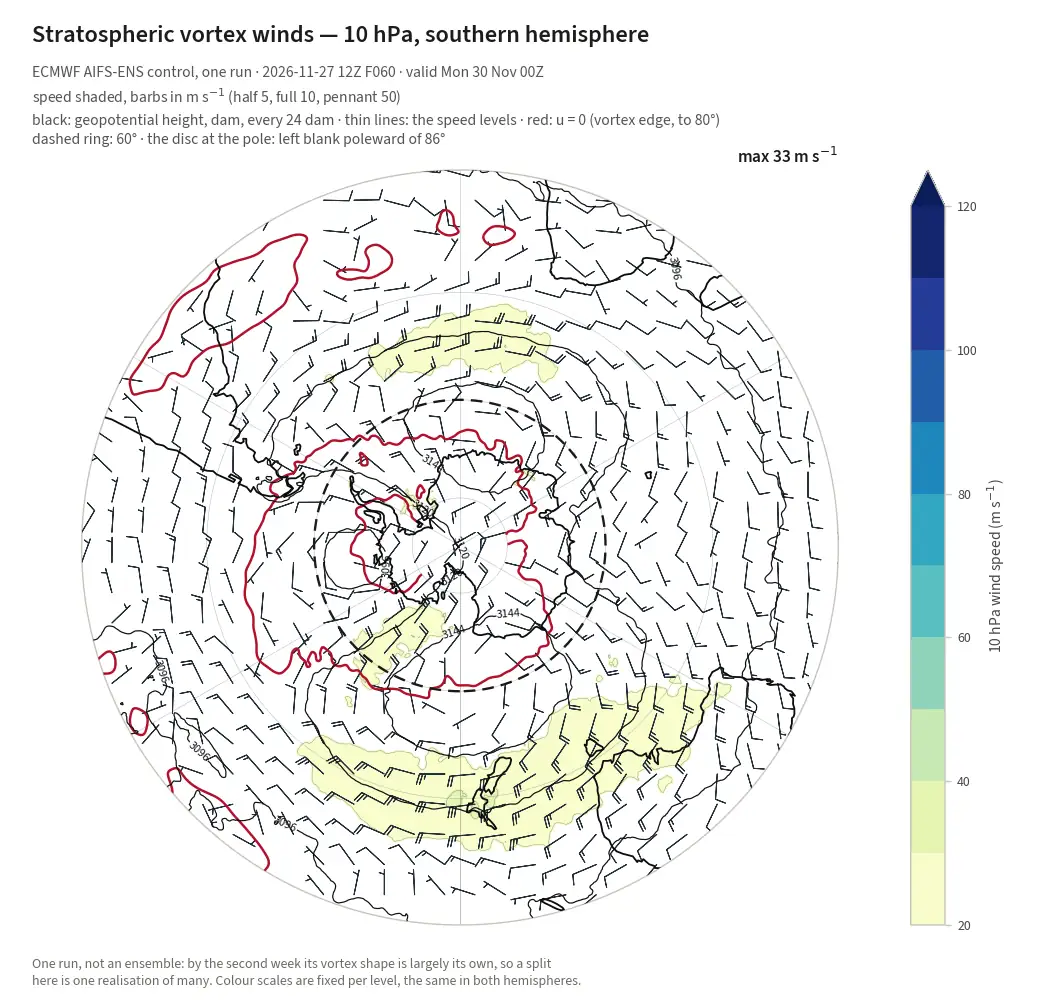 Stratospheric vortex winds — 10 hPa, southern hemisphere
ECMWF AIFS-ENS control, one run · 2026-11-27 12Z F060 · valid Mon 30 Nov 00Z
speed shaded, barbs in m s⁻¹ (half 5, full 10, pennant 50)
black: geopotential height, dam, every 24 dam · thin lines: the speed levels · red: u = 0 (vortex edge, to 80°)
dashed ring: 60° · the disc at the pole: left blank poleward of 86°
max 33 m s⁻¹
120
100
80
60
40
20
10 hPa wind speed (m s⁻¹)
3096
3120
3144
3144
3096
3096
3096
One run, not an ensemble: by the second week its vortex shape is largely its own, so a split
here is one realisation of many. Colour scales are fixed per level, the same in both hemispheres.